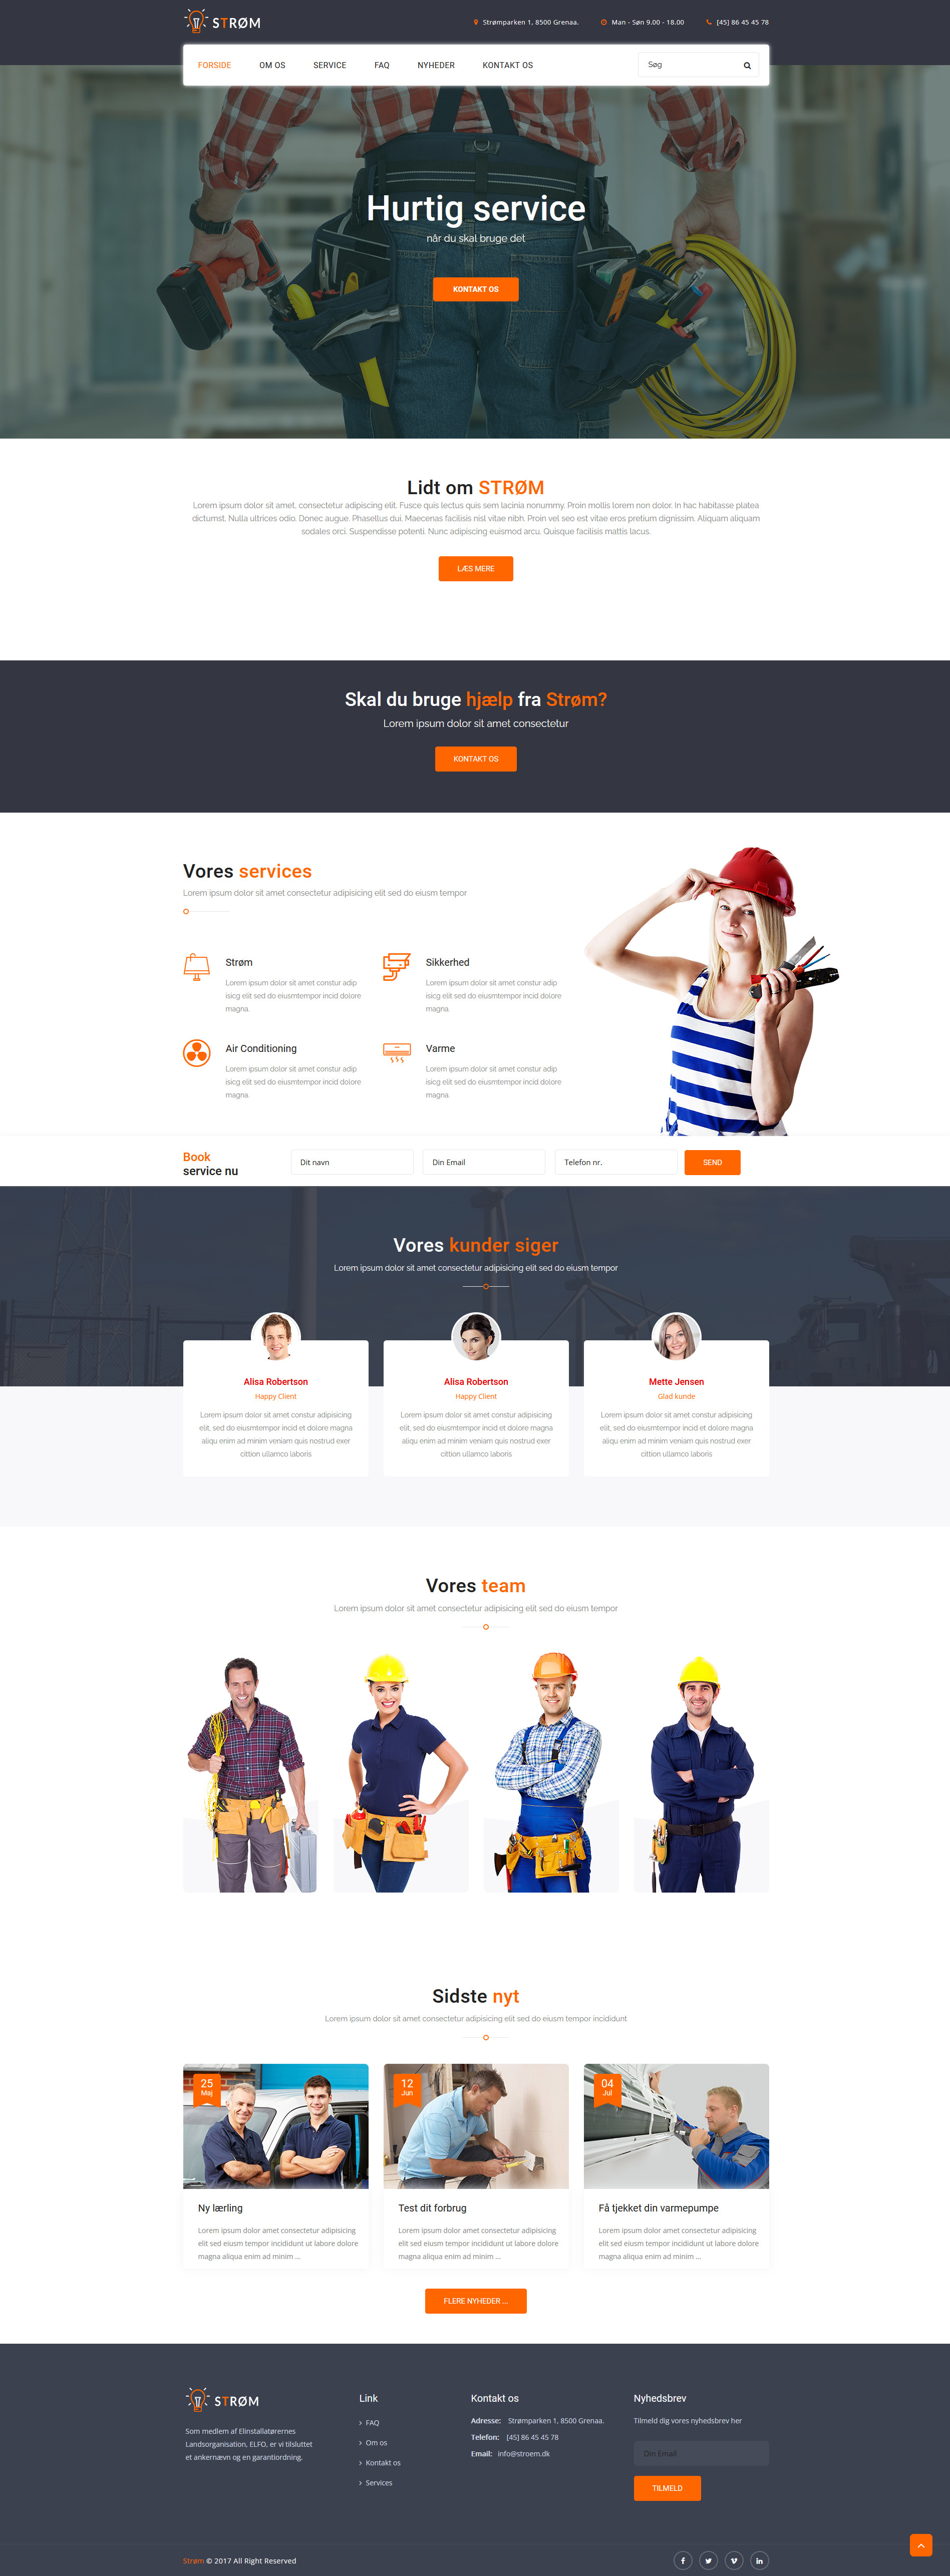 STRØM
Strømparken 1, 8500 Grenaa.
Man - Søn 9.00 - 18.00
[45] 86 45 45 78
FORSIDE
OM OS
SERVICE
FAQ
NYHEDER
KONTAKT OS
Søg
Hurtig service
når du skal bruge det
KONTAKT OS
Lidt om STRØM
Lorem ipsum dolor sit amet, consectetur adipiscing elit. Fusce quis lectus quis sem lacinia nonummy. Proin mollis lorem non dolor. In hac habitasse platea
dictumst. Nulla ultrices odio. Donec augue. Phasellus dui. Maecenas facilisis nisl vitae nibh. Proin vel seo est vitae eros pretium dignissim. Aliquam aliquam
sodales orci. Suspendisse potenti. Nunc adipiscing euismod arcu. Quisque facilisis mattis lacus.
LÆS MERE
Skal du bruge hjælp fra Strøm?
Lorem ipsum dolor sit amet consectetur
KONTAKT OS
Vores services
Lorem ipsum dolor sit amet consectetur adipisicing elit sed do eiusm tempor
Strøm
Lorem ipsum dolor sit amet constur adip
isicg elit sed do eiusmtempor incid dolore
magna.
Sikkerhed
Lorem ipsum dolor sit amet constur adip
isicg elit sed do eiusmtempor incid dolore
magna.
Air Conditioning
Lorem ipsum dolor sit amet constur adip
isicg elit sed do eiusmtempor incid dolore
magna.
Varme
Lorem ipsum dolor sit amet constur adip
isicg elit sed do eiusmtempor incid dolore
magna.
Book
service nu
Dit navn
Din Email
Telefon nr.
SEND
Vores kunder siger
Lorem ipsum dolor sit amet consectetur adipisicing elit sed do eiusm tempor
Alisa Robertson
Happy Client
Lorem ipsum dolor sit amet constur adipisicing
elit, sed do eiusmtempor incid et dolore magna
aliqu enim ad minim veniam quis nostrud exer
cittion ullamco laboris
Alisa Robertson
Happy Client
Lorem ipsum dolor sit amet constur adipisicing
elit, sed do eiusmtempor incid et dolore magna
aliqu enim ad minim veniam quis nostrud exer
cittion ullamco laboris
Mette Jensen
Glad kunde
Lorem ipsum dolor sit amet constur adipisicing
elit, sed do eiusmtempor incid et dolore magna
aliqu enim ad minim veniam quis nostrud exer
cittion ullamco laboris
Vores team
Lorem ipsum dolor sit amet consectetur adipisicing elit sed do eiusm tempor
Sidste nyt
Lorem ipsum dolor sit amet consectetur adipisicing elit sed do eiusm tempor incididunt
25
Maj
12
Jun
04
Jul
Ny lærling
Lorem ipsum dolor amet consectetur adipisicing
elit sed eiusm tempor incididunt ut labore dolore
magna aliqua enim ad minim ...
Test dit forbrug
Lorem ipsum dolor amet consectetur adipisicing
elit sed eiusm tempor incididunt ut labore dolore
magna aliqua enim ad minim ...
Få tjekket din varmepumpe
Lorem ipsum dolor amet consectetur adipisicing
elit sed eiusm tempor incididunt ut labore dolore
magna aliqua enim ad minim ...
FLERE NYHEDER ...
STRØM
Som medlem af Elinstallatørernes
Landsorganisation, ELFO, er vi tilsluttet
et ankernævn og en garantiordning.
Link
FAQ
Om os
Kontakt os
Services
Kontakt os
Adresse: Strømparken 1, 8500 Grenaa.
Telefon: [45] 86 45 45 78
Email: info@stroem.dk
Nyhedsbrev
Tilmeld dig vores nyhedsbrev her
Din Email
TILMELD
Strøm © 2017 All Right Reserved